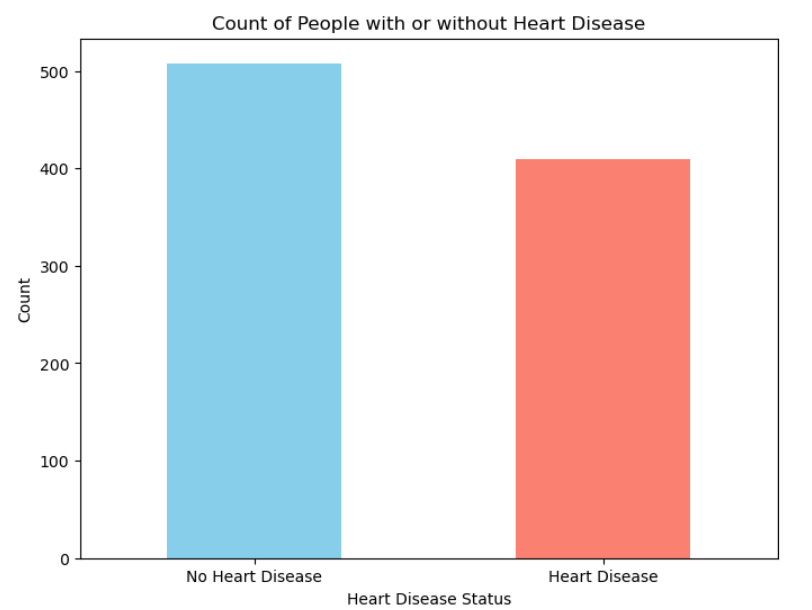 Count of People with or without Heart Disease
500
400
300
200
100
0
Count
No Heart Disease
Heart Disease
Heart Disease Status